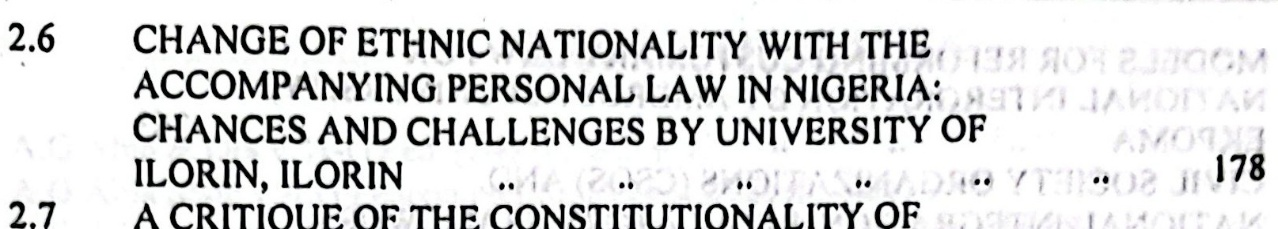 2.6 CHANGE OF ETHNIC NATIONALITY WITH THE
ACCOMPANYING PERSONAL LAW IN NIGERIA:
CHANCES AND CHALLENGES BY UNIVERSITY OF
ILORIN, ILORIN .. .. .. .. .. .. 178
2.7 A CRITIQUE OF THE CONSTITUTIONALITY OF